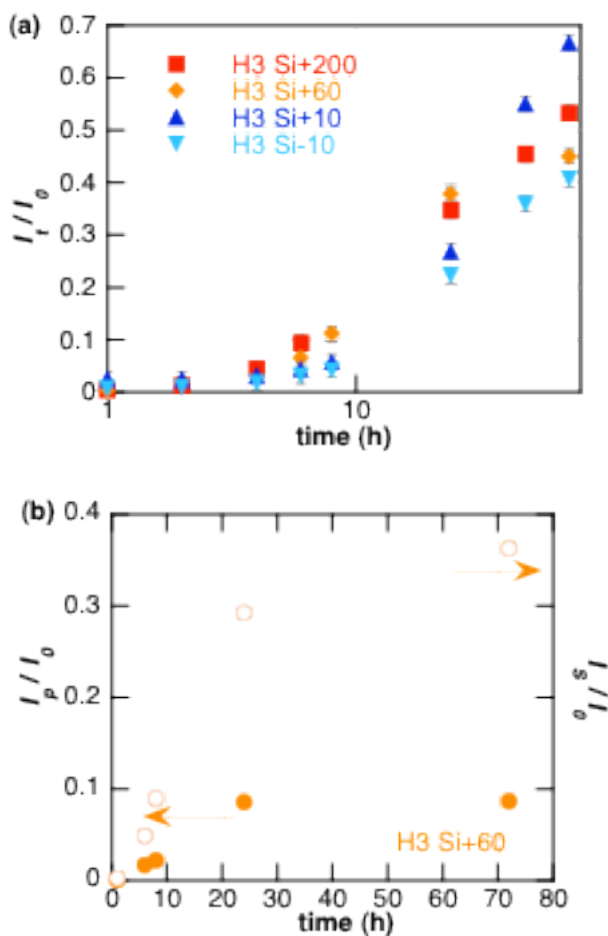 (a)
0.7
0.6
0.5
0.4
0.3
0.2
0.1
0
H3 Si+200
H3 Si+60
H3 Si+10
H3 Si-10
I_t / I_0
1
10
time (h)
(b)
0.4
0.3
0.2
0.1
0
I_p / I_0
I_s / I_0
H3 Si+60
0 10 20 30 40 50 60 70 80
time (h)